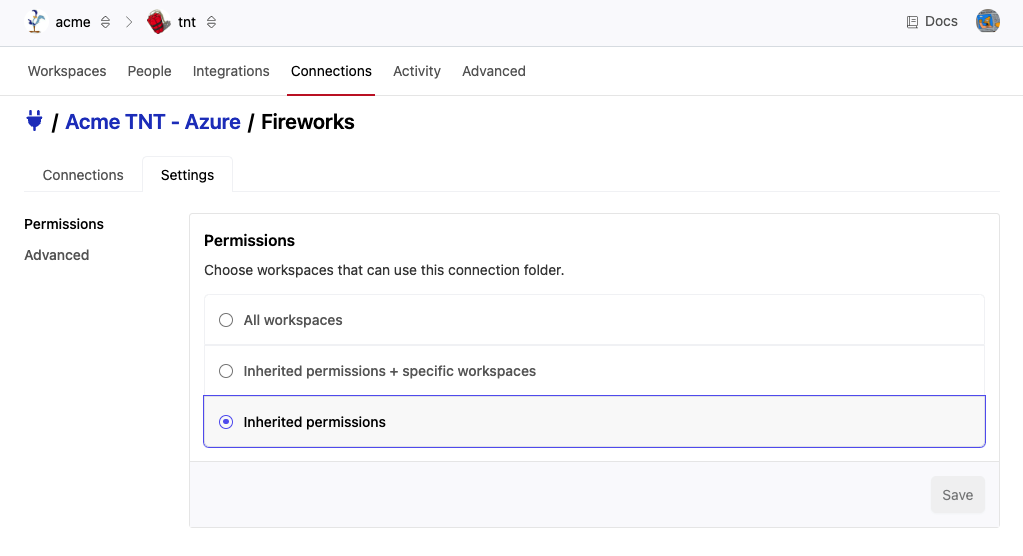 acme tnt Docs
Workspaces People Integrations Connections Activity Advanced
/ Acme TNT - Azure / Fireworks
Connections Settings
Permissions
Advanced
Permissions
Choose workspaces that can use this connection folder.
All workspaces
Inherited permissions + specific workspaces
Inherited permissions
Save